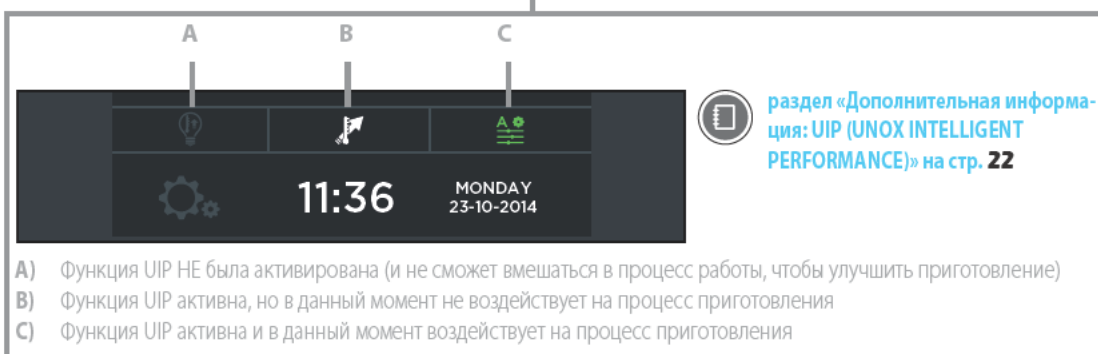 A B C
раздел «Дополнительная информа-
ция: UIP (UNOX INTELLIGENT
PERFORMANCE)» на стр. 22
A
11:36 MONDAY
23-10-2014
A) Функция UIP НЕ была активирована (и не сможет вмешаться в процесс работы, чтобы улучшить приготовление)
B) Функция UIP активна, но в данный момент не воздействует на процесс приготовления
C) Функция UIP активна и в данный момент воздействует на процесс приготовления